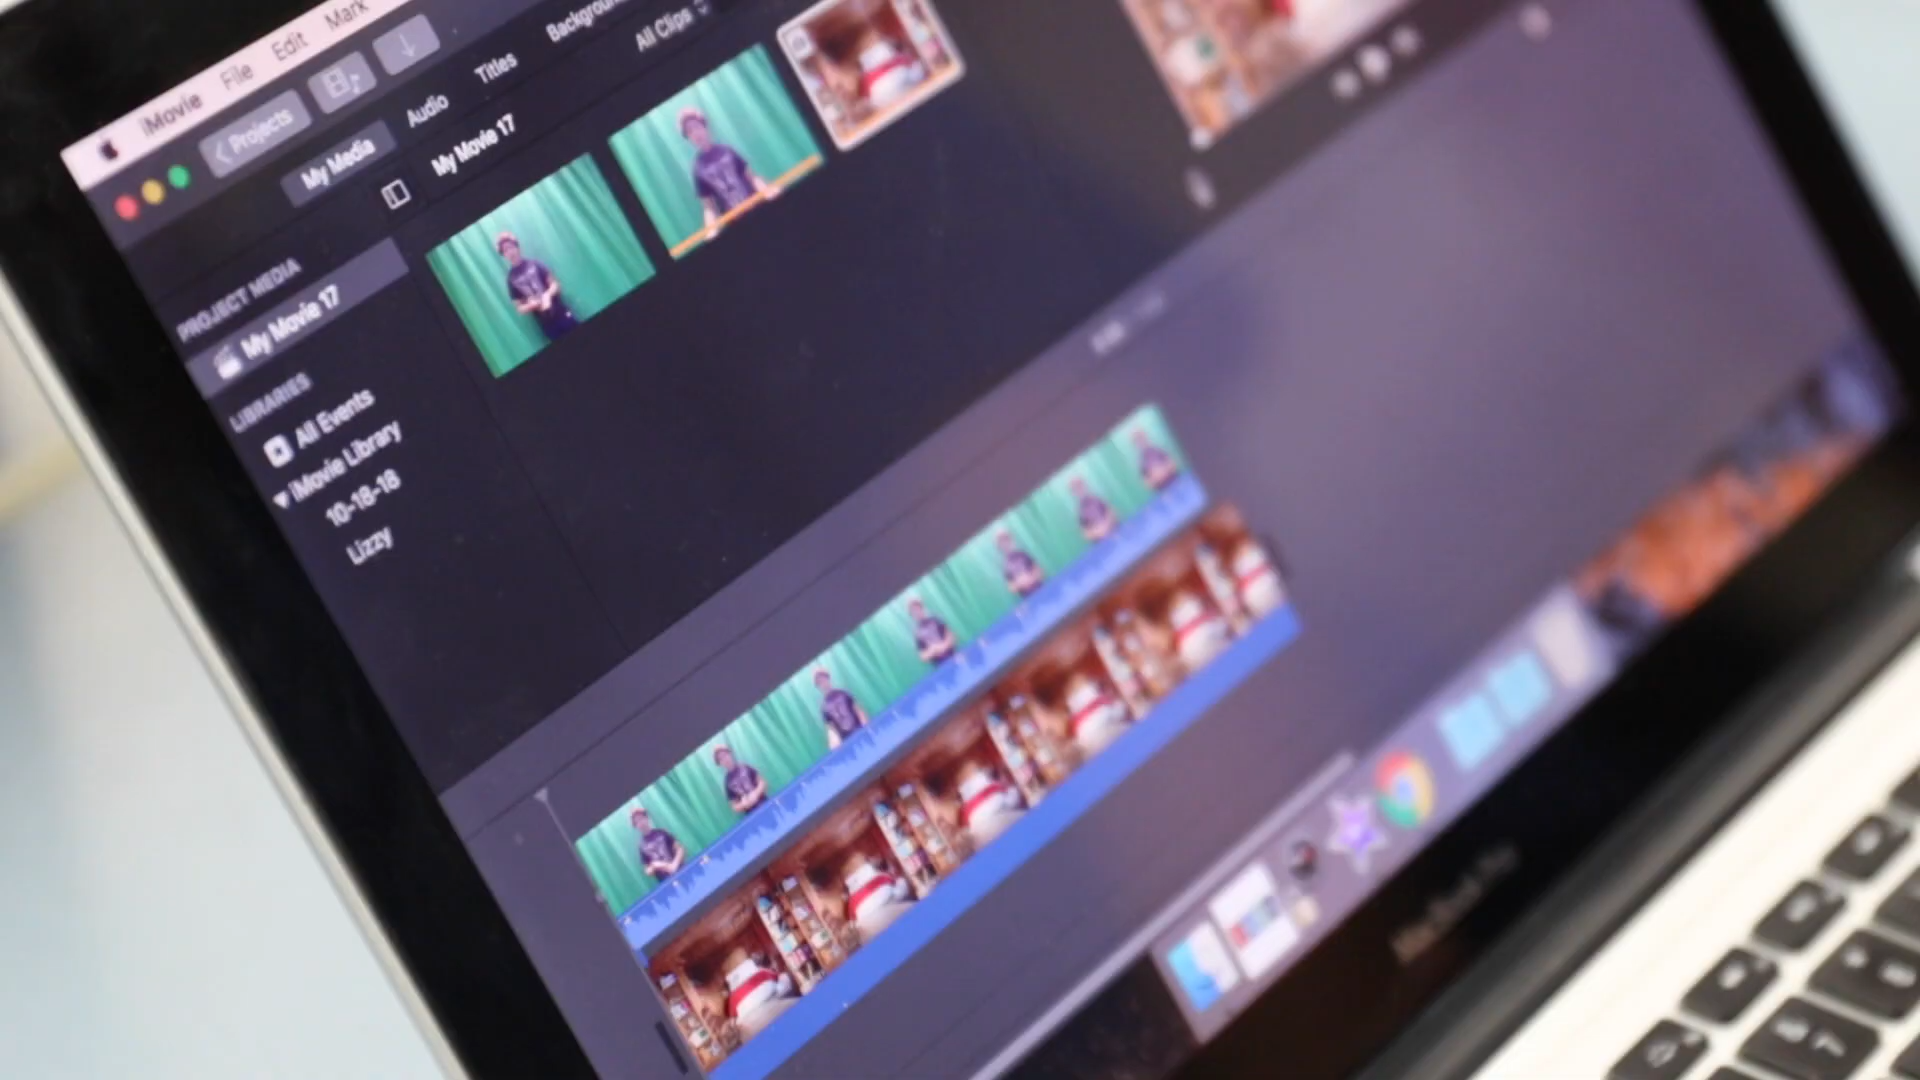 iMovie File Edit Mark
Projects
My Media Audio Titles
My Movie 17 All Clips
PROJECT MEDIA
My Movie 17
LIBRARIES
All Events
iMovie Library
10-18-18
Lizzy